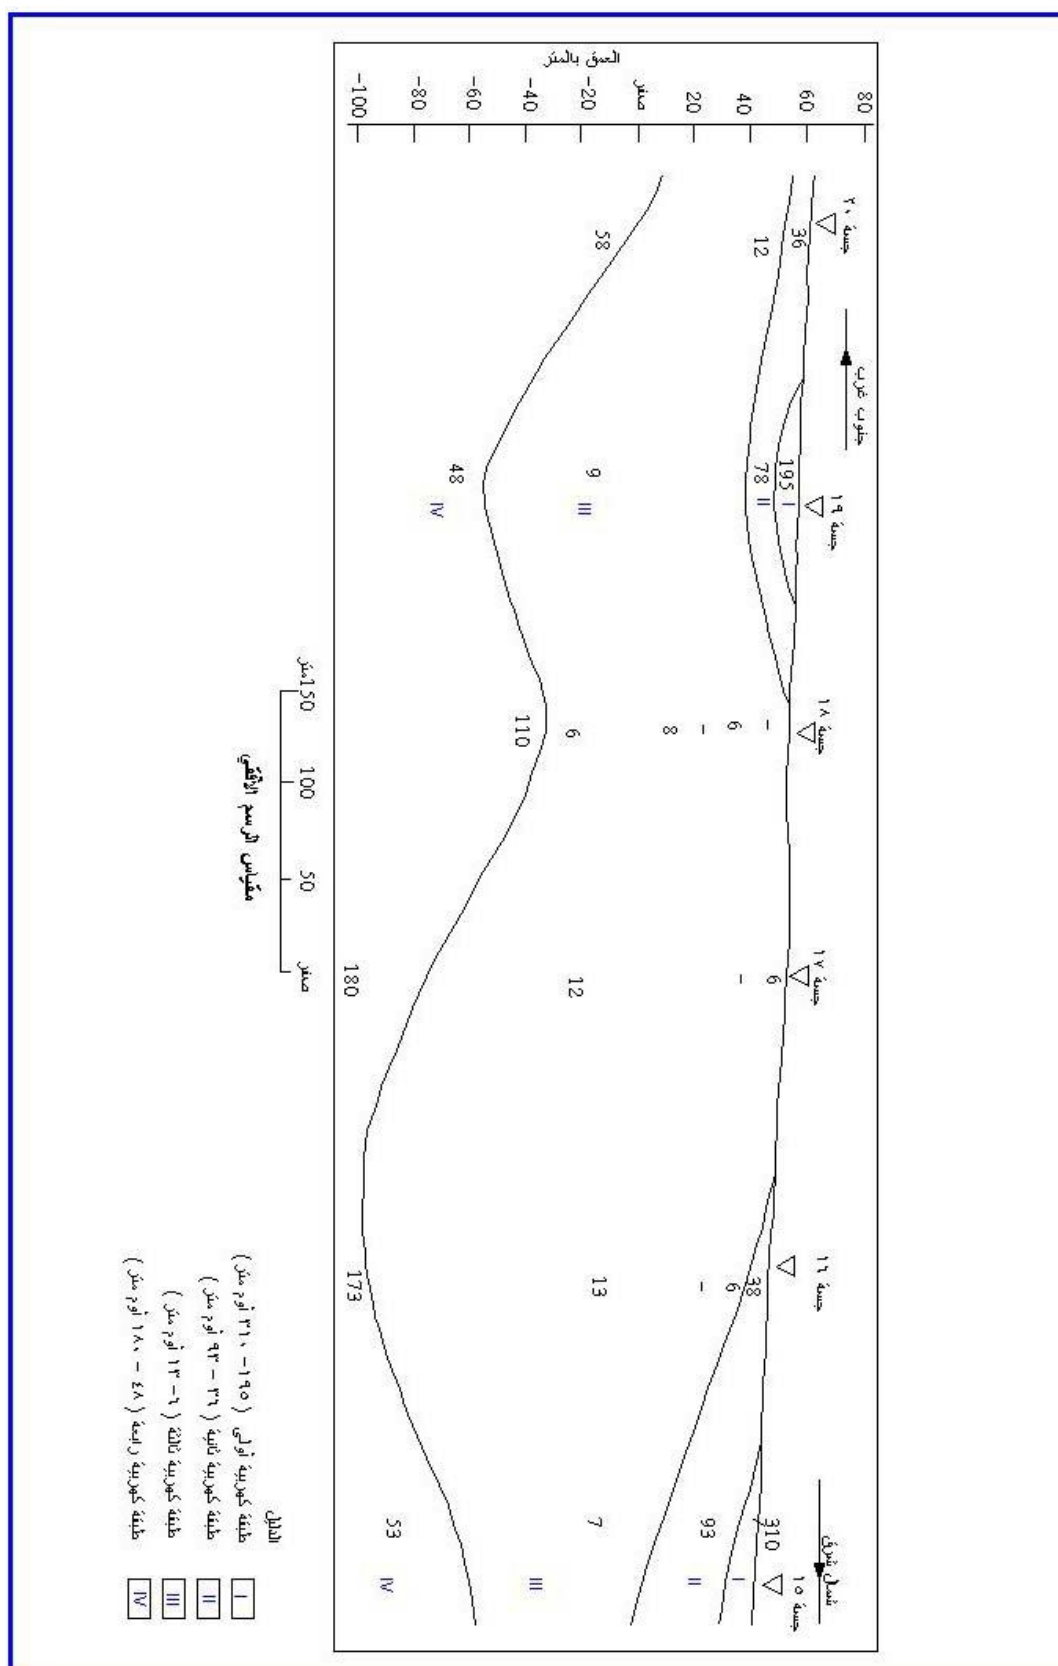 العمق بالمتر
80
60
40
20
صفر
-20
-40
-60
-80
-100
جنوب غرب
شمال شرق
جسة ٢٠
جسة ١٩
جسة ١٨
جسة ١٧
جسة ١٦
جسة ١٥
36
12
58
195
I
78
II
9
III
48
IV
-
6
-
8
6
110
6
-
12
180
38
6
-
13
173
310
I
93
II
7
III
53
IV
صفر
50
100
150متر
مقياس الرسم الأفقي
الدليل
I طبقة كهربية أولى ( ١٩٥ - ٣١٠ أوم متر )
II طبقة كهربية ثانية ( ٣٦ - ٩٣ أوم متر )
III طبقة كهربية ثالثة ( ٦ - ١٣ أوم متر )
IV طبقة كهربية رابعة ( ٤٨ - ١٨٠ أوم متر )